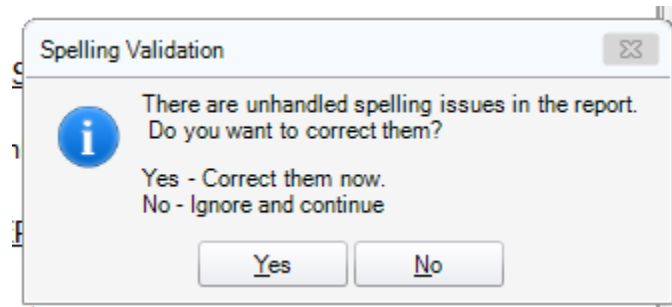 Spelling Validation
There are unhandled spelling issues in the report.
Do you want to correct them?
Yes - Correct them now.
No - Ignore and continue
Yes No